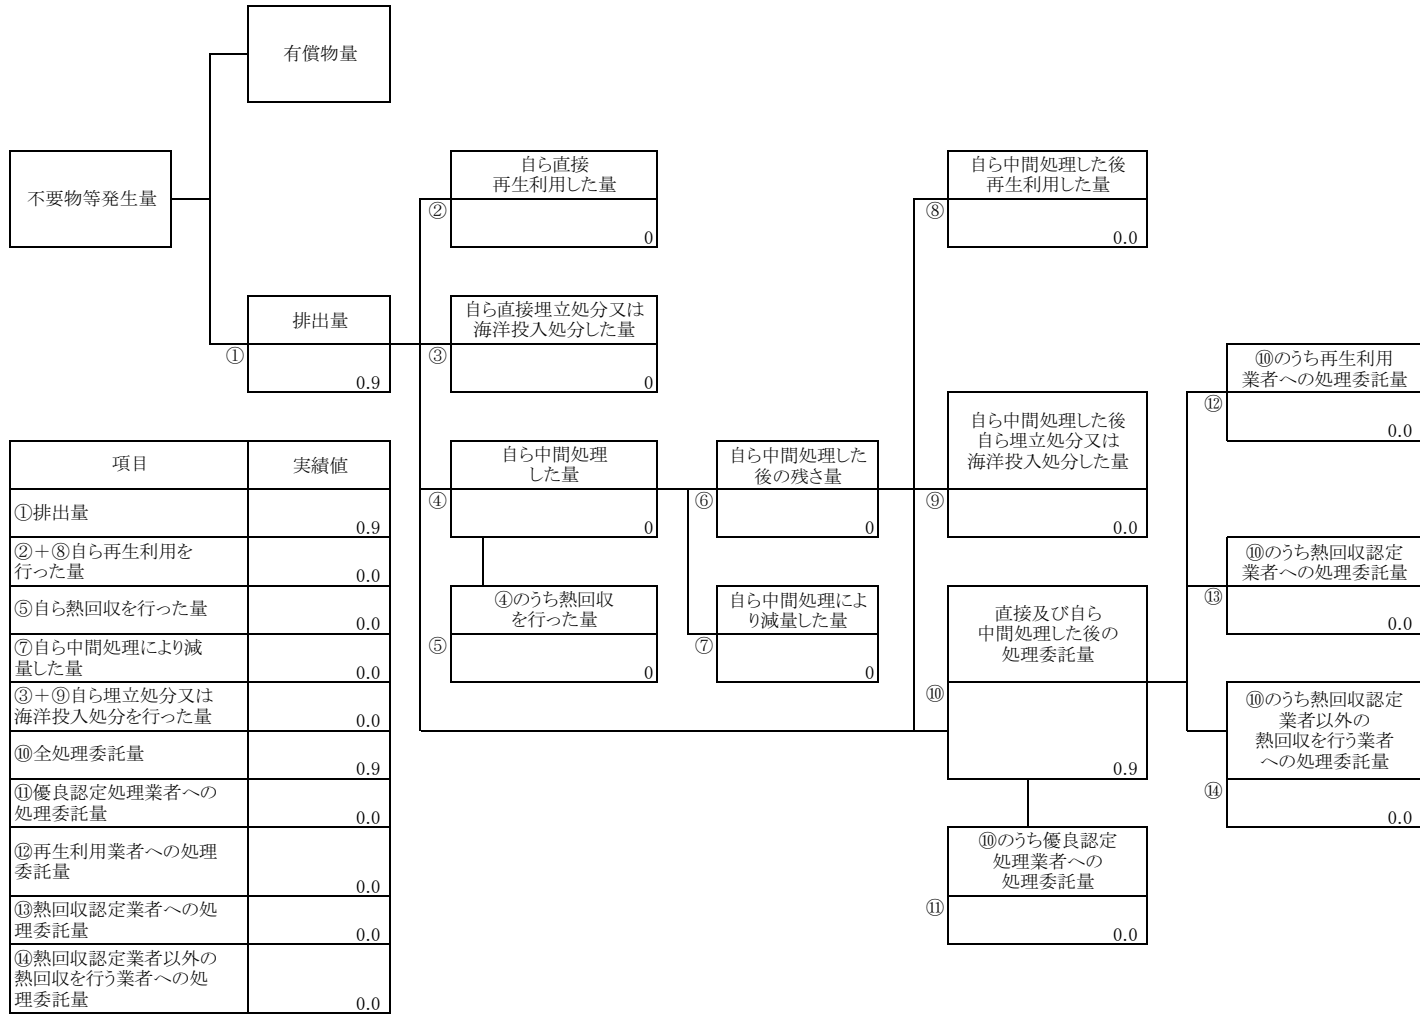 有償物量
不要物等発生量
①
排出量
0.9
②
自ら直接
再生利用した量
0
③
自ら直接埋立処分又は
海洋投入処分した量
0
④
自ら中間処理
した量
0
⑤
④のうち熱回収
を行った量
0
⑥
自ら中間処理した
後の残さ量
0
⑦
自ら中間処理によ
り減量した量
0
⑧
自ら中間処理した後
再生利用した量
0.0
⑨
自ら中間処理した後
自ら埋立処分又は
海洋投入処分した量
0.0
⑩
直接及び自ら
中間処理した後の
処理委託量
0.9
⑪
⑩のうち優良認定
処理業者への
処理委託量
0.0
⑫
⑩のうち再生利用
業者への処理委託量
0.0
⑬
⑩のうち熱回収認定
業者への処理委託量
0.0
⑭
⑩のうち熱回収認定
業者以外の
熱回収を行う業者
への処理委託量
0.0
項目 実績値
①排出量
0.9
②＋⑧自ら再生利用を
行った量
0.0
⑤自ら熱回収を行った量
0.0
⑦自ら中間処理により減
量した量
0.0
③＋⑨自ら埋立処分又は
海洋投入処分を行った量
0.0
⑩全処理委託量
0.9
⑪優良認定処理業者への
処理委託量
0.0
⑫再生利用業者への処理
委託量
0.0
⑬熱回収認定業者への処
理委託量
0.0
⑭熱回収認定業者以外の
熱回収を行う業者への処
理委託量
0.0